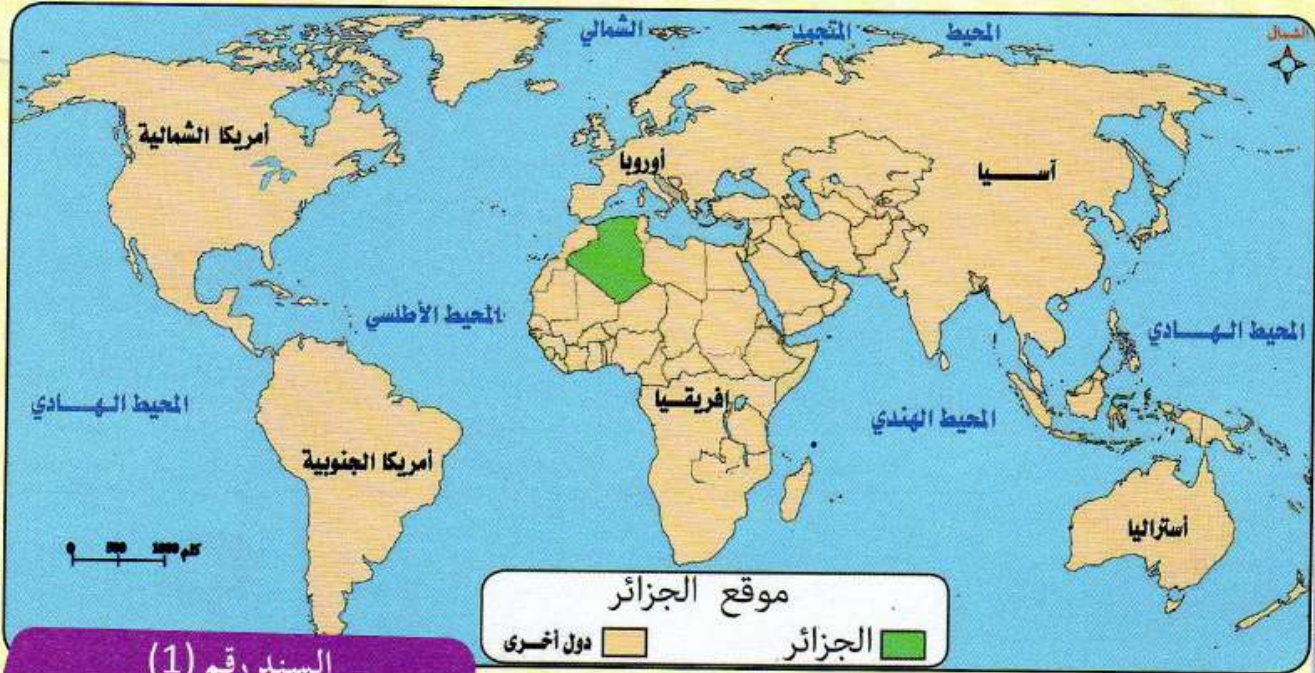 المحيط المتجمد الشمالي
الشمال
أمريكا الشمالية
أوروبا
آسيا
المحيط الأطلسي
المحيط الهادي
إفريقيا
المحيط الهادي
المحيط الهندي
أمريكا الجنوبية
أستراليا
0 500 1000 كلم
موقع الجزائر
الجزائر
دول أخرى
السند رقم (1)